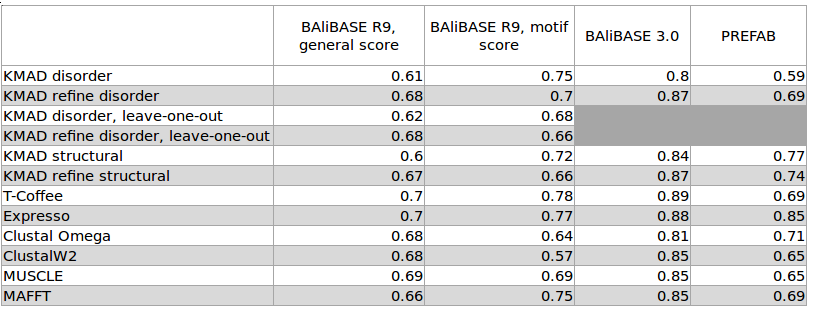 BAliBASE R9, general score BAliBASE R9, motif score BAliBASE 3.0 PREFAB
KMAD disorder 0.61 0.75 0.8 0.59
KMAD refine disorder 0.68 0.7 0.87 0.69
KMAD disorder, leave-one-out 0.62 0.68
KMAD refine disorder, leave-one-out 0.68 0.66
KMAD structural 0.6 0.72 0.84 0.77
KMAD refine structural 0.67 0.66 0.87 0.74
T-Coffee 0.7 0.78 0.89 0.69
Expresso 0.7 0.77 0.88 0.85
Clustal Omega 0.68 0.64 0.81 0.71
ClustalW2 0.68 0.57 0.85 0.65
MUSCLE 0.69 0.69 0.85 0.65
MAFFT 0.66 0.75 0.85 0.69